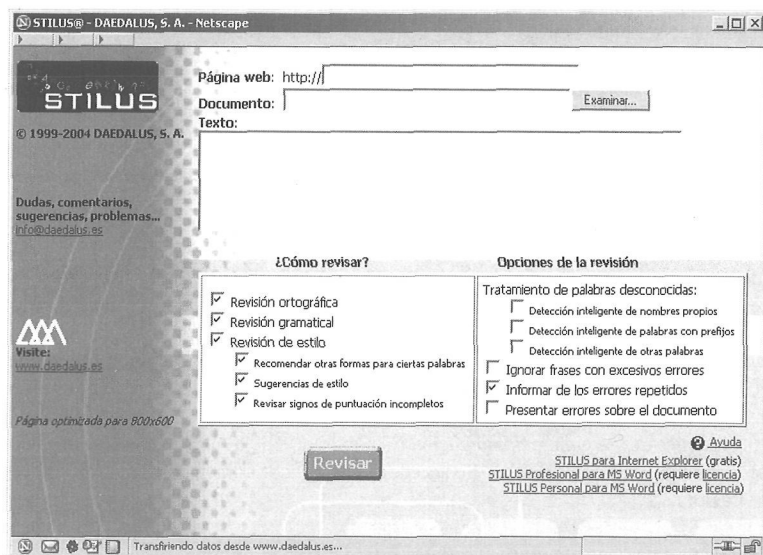 STILUS® - DAEDALUS, S. A. - Netscape
STILUS
© 1999-2004 DAEDALUS, S. A.
Dudas, comentarios,
sugerencias, problemas...
info@daedalus.es
Visite:
www.daedalus.es
Página optimizada para 800x600
Página web: http://
Documento:
Examinar...
Texto:
¿Cómo revisar?
Revisión ortográfica
Revisión gramatical
Revisión de estilo
Recomendar otras formas para ciertas palabras
Sugerencias de estilo
Revisar signos de puntuación incompletos
Opciones de la revisión
Tratamiento de palabras desconocidas:
Detección inteligente de nombres propios
Detección inteligente de palabras con prefijos
Detección inteligente de otras palabras
Ignorar frases con excesivos errores
Informar de los errores repetidos
Presentar errores sobre el documento
Revisar
Ayuda
STILUS para Internet Explorer (gratis)
STILUS Profesional para MS Word (requiere licencia)
STILUS Personal para MS Word (requiere licencia)
Transfiriendo datos desde www.daedalus.es...